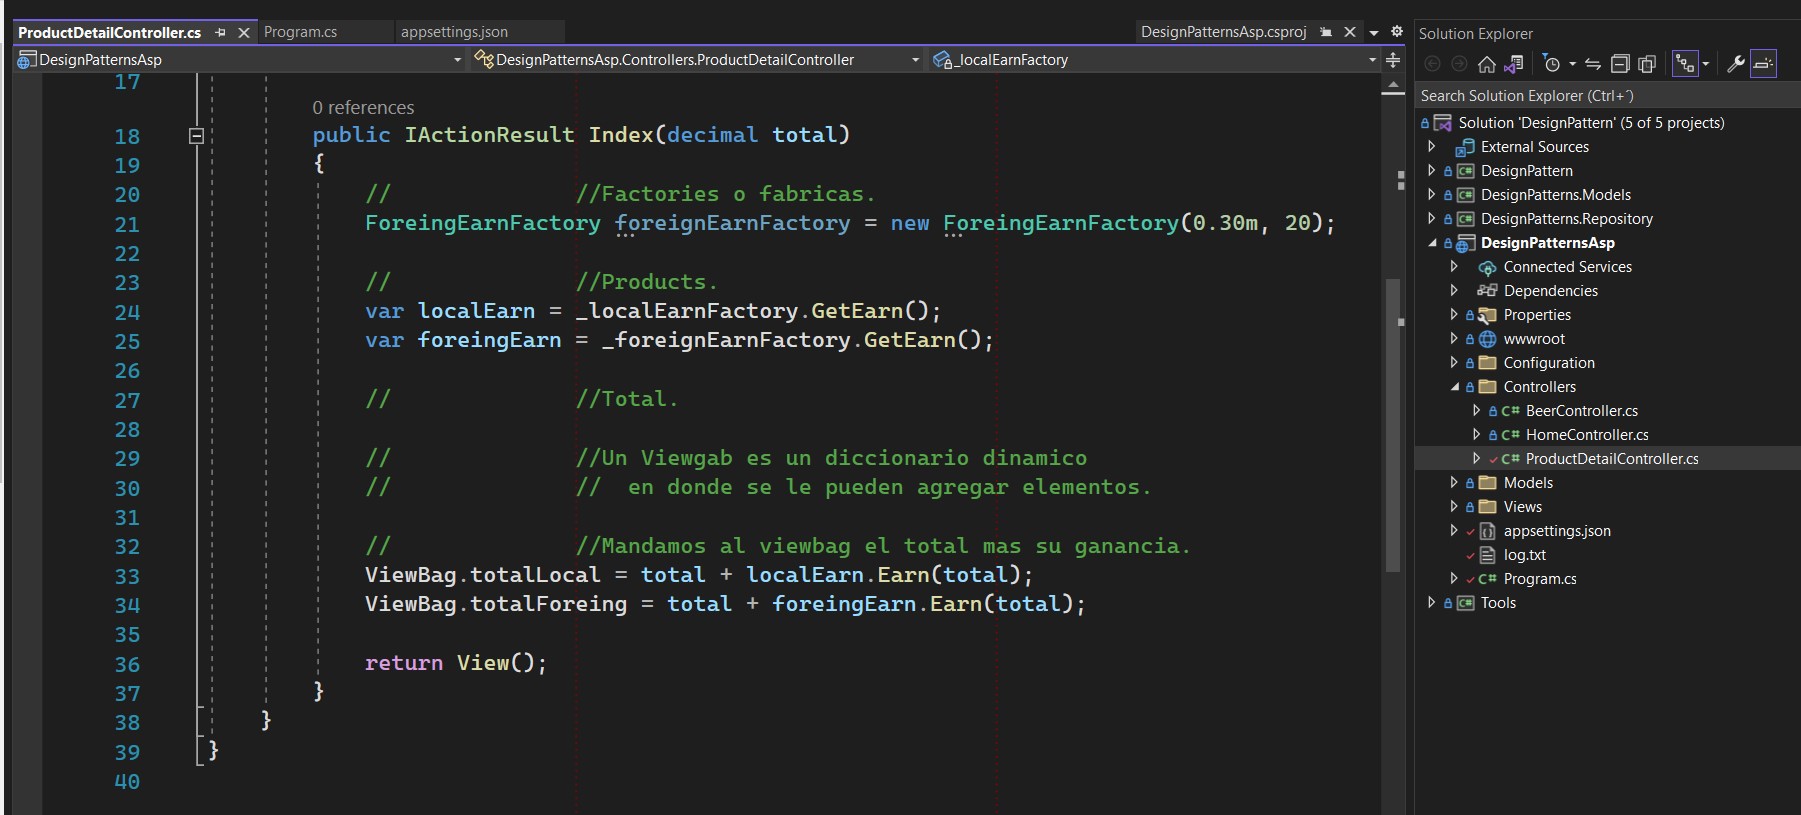 ProductDetailController.cs
Program.cs
appsettings.json
DesignPatternsAsp.csproj
DesignPatternsAsp
DesignPatternsAsp.Controllers.ProductDetailController
_localEarnFactory
17
0 references
18 public IActionResult Index(decimal total)
19 {
20 // //Factories o fabricas.
21 ForeingEarnFactory foreignEarnFactory = new ForeingEarnFactory(0.30m, 20);
22
23 // //Products.
24 var localEarn = _localEarnFactory.GetEarn();
25 var foreingEarn = _foreignEarnFactory.GetEarn();
26
27 // //Total.
28
29 // //Un Viewgab es un diccionario dinamico
30 // // en donde se le pueden agregar elementos.
31
32 // //Mandamos al viewbag el total mas su ganancia.
33 ViewBag.totalLocal = total + localEarn.Earn(total);
34 ViewBag.totalForeing = total + foreingEarn.Earn(total);
35
36 return View();
37 }
38 }
39 }
40
Solution Explorer
Search Solution Explorer (Ctrl+´)
Solution 'DesignPattern' (5 of 5 projects)
External Sources
C# DesignPattern
C# DesignPatterns.Models
C# DesignPatterns.Repository
DesignPatternsAsp
Connected Services
Dependencies
Properties
wwwroot
Configuration
Controllers
C# BeerController.cs
C# HomeController.cs
C# ProductDetailController.cs
Models
Views
appsettings.json
log.txt
C# Program.cs
C# Tools